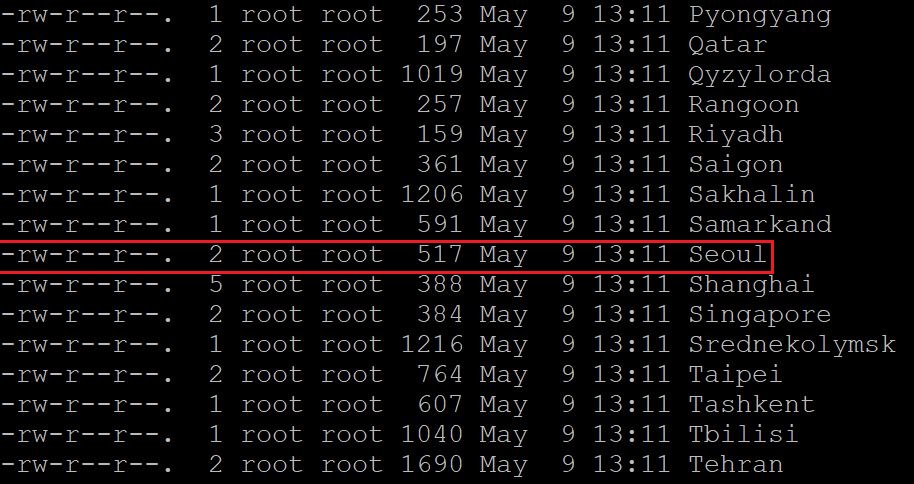 -rw-r--r--. 1 root root 253 May 9 13:11 Pyongyang
-rw-r--r--. 2 root root 197 May 9 13:11 Qatar
-rw-r--r--. 1 root root 1019 May 9 13:11 Qyzylorda
-rw-r--r--. 2 root root 257 May 9 13:11 Rangoon
-rw-r--r--. 3 root root 159 May 9 13:11 Riyadh
-rw-r--r--. 2 root root 361 May 9 13:11 Saigon
-rw-r--r--. 1 root root 1206 May 9 13:11 Sakhalin
-rw-r--r--. 1 root root 591 May 9 13:11 Samarkand
-rw-r--r--. 2 root root 517 May 9 13:11 Seoul
-rw-r--r--. 5 root root 388 May 9 13:11 Shanghai
-rw-r--r--. 2 root root 384 May 9 13:11 Singapore
-rw-r--r--. 1 root root 1216 May 9 13:11 Srednekolymsk
-rw-r--r--. 2 root root 764 May 9 13:11 Taipei
-rw-r--r--. 1 root root 607 May 9 13:11 Tashkent
-rw-r--r--. 1 root root 1040 May 9 13:11 Tbilisi
-rw-r--r--. 2 root root 1690 May 9 13:11 Tehran